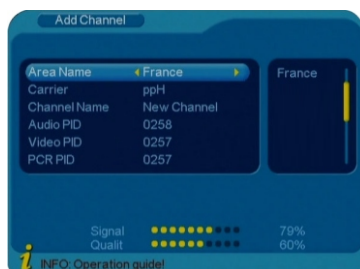 Add Channel
Area Name France
France
Carrier ppH
Channel Name New Channel
Audio PID 0258
Video PID 0257
PCR PID 0257
Signal 79%
Qualit 60%
INFO: Operation guide!